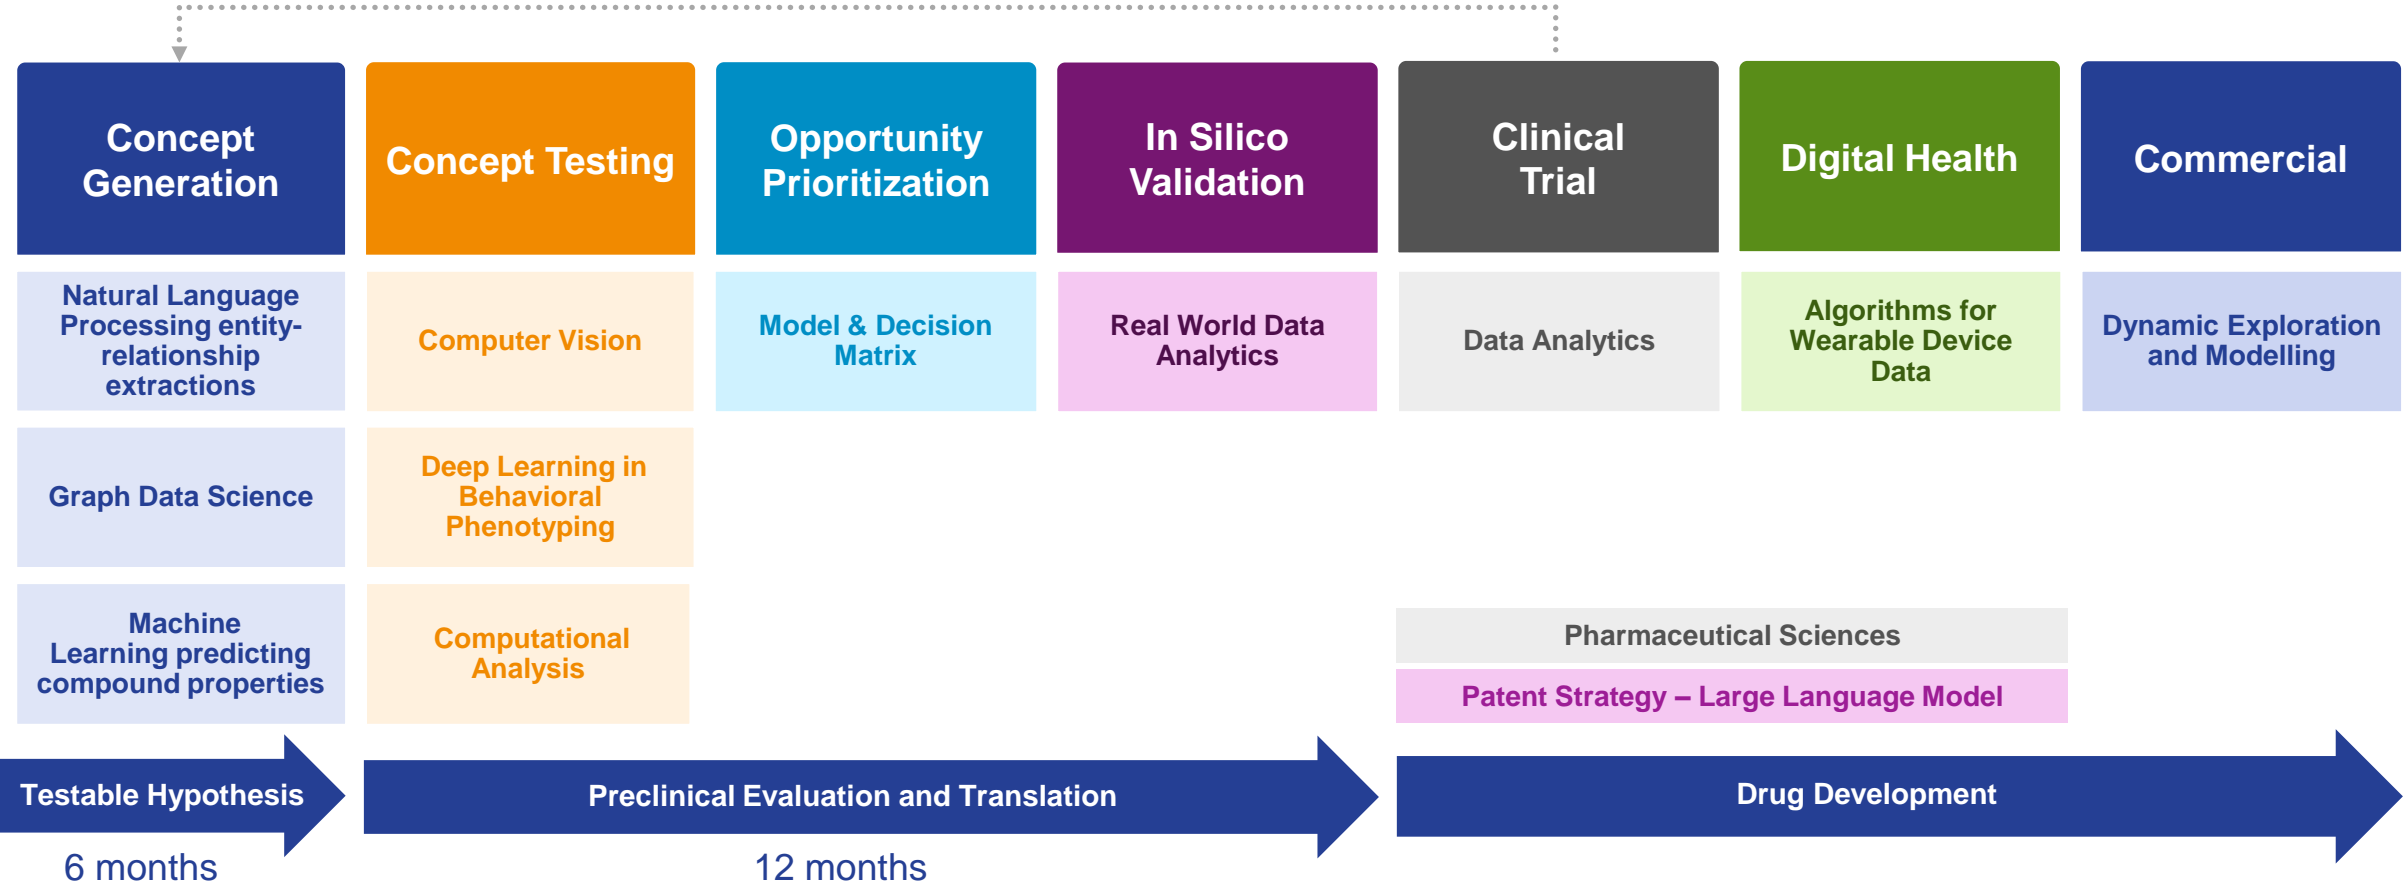 Concept
Generation
Concept Testing
Opportunity
Prioritization
In Silico
Validation
Clinical
Trial
Digital Health
Commercial
Natural Language
Processing entity-
relationship
extractions
Computer Vision
Model & Decision
Matrix
Real World Data
Analytics
Data Analytics
Algorithms for
Wearable Device
Data
Dynamic Exploration
and Modelling
Graph Data Science
Deep Learning in
Behavioral
Phenotyping
Machine
Learning predicting
compound properties
Computational
Analysis
Pharmaceutical Sciences
Patent Strategy – Large Language Model
Testable Hypothesis
Preclinical Evaluation and Translation
Drug Development
6 months
12 months